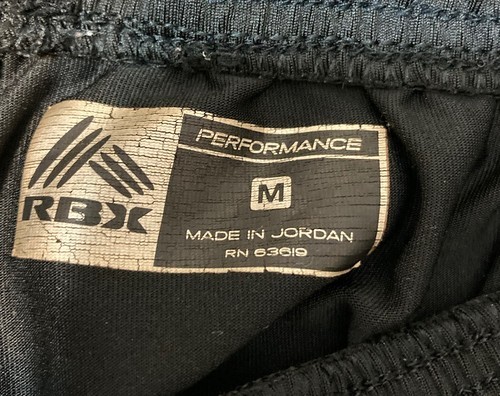 RBX
PERFORMANCE
M
MADE IN JORDAN
RN 63619